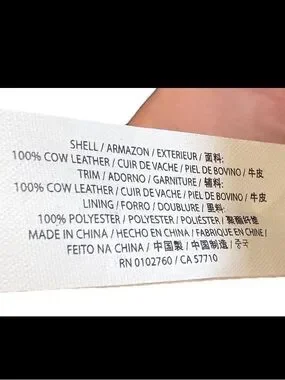 SHELL / ARMAZON / EXTERIEUR / 面料:
100% COW LEATHER / CUIR DE VACHE / PIEL DE BOVINO / 牛皮
TRIM / ADORNO / GARNITURE / 辅料:
100% COW LEATHER / CUIR DE VACHE / PIEL DE BOVINO / 牛皮
LINING / FORRO / DOUBLURE / 里料:
100% POLYESTER / POLYESTER / POLIÉSTER / 聚酯纤维
MADE IN CHINA / HECHO EN CHINA / FABRIQUE EN CHINE /
FEITO NA CHINA / 中国製 / 中国制造 / 중국
RN 0102760 / CA 57710